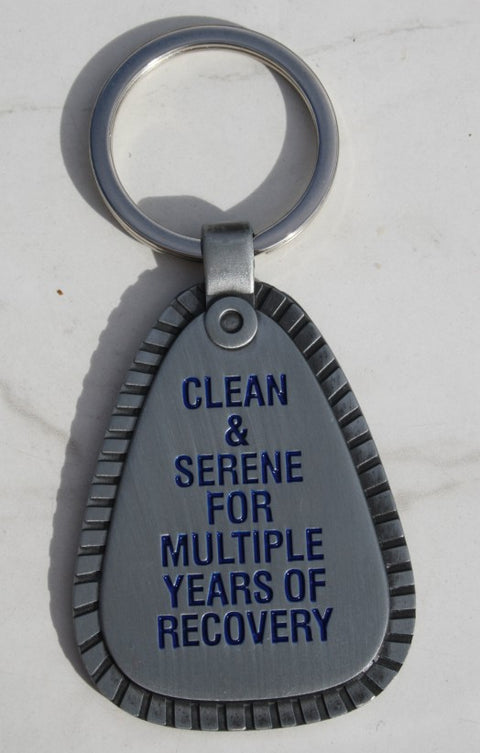 CLEAN
&
SERENE
FOR
MULTIPLE
YEARS OF
RECOVERY